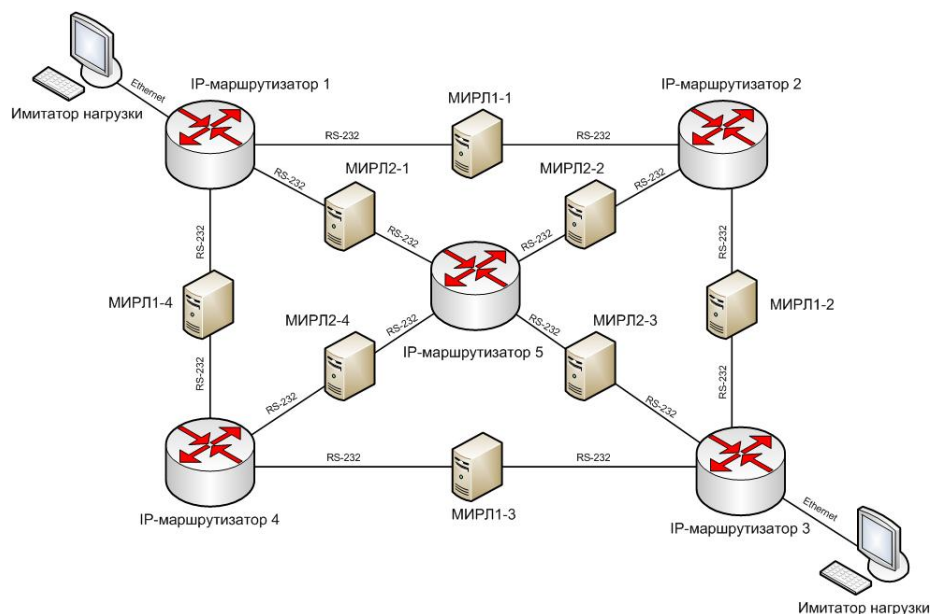 IP-маршрутизатор 1
IP-маршрутизатор 2
Ethernet
Имитатор нагрузки
МИРЛ1-1
RS-232
RS-232
RS-232
МИРЛ2-1
МИРЛ2-2
RS-232
RS-232
RS-232
RS-232
RS-232
МИРЛ1-4
МИРЛ1-2
МИРЛ2-4
RS-232
RS-232
МИРЛ2-3
IP-маршрутизатор 5
RS-232
RS-232
RS-232
RS-232
RS-232
RS-232
МИРЛ1-3
IP-маршрутизатор 4
IP-маршрутизатор 3
Ethernet
Имитатор нагрузки